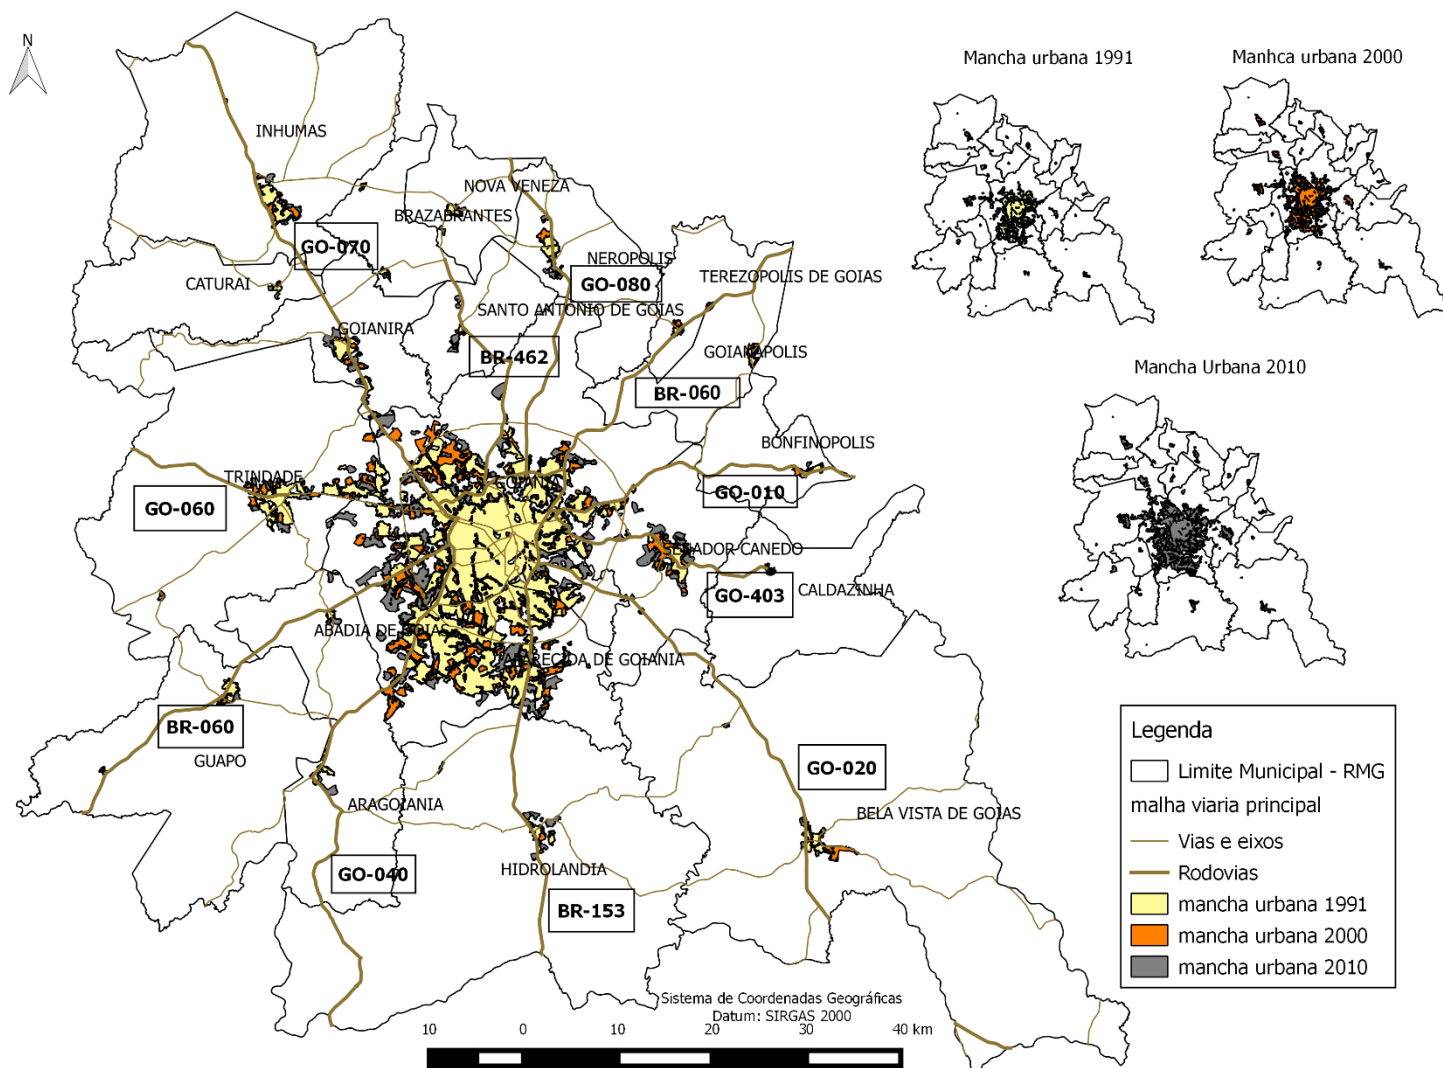 N
Mancha urbana 1991
Manhca urbana 2000
INHUMAS
NOVA VENEZA
BRAZABRANTES
GO-070
NEROPOLIS
TEREZOPOLIS DE GOIAS
CATURAI
GO-080
SANTO ANTONIO DE GOIAS
GOIANIRA
BR-462
GOIANAPOLIS
Mancha Urbana 2010
BR-060
BONFINOPOLIS
TRINDADE
GOIANIA
GO-010
GO-060
SENADOR CANEDO
GO-403
CALDAZINHA
ABADIA DE GOIAS
APARECIDA DE GOIANIA
BR-060
GUAPO
GO-020
ARAGOIANIA
BELA VISTA DE GOIAS
HIDROLANDIA
GO-040
BR-153
Legenda
Limite Municipal - RMG
malha viaria principal
Vias e eixos
Rodovias
mancha urbana 1991
mancha urbana 2000
mancha urbana 2010
Sistema de Coordenadas Geográficas
Datum: SIRGAS 2000
10 0 10 20 30 40 km